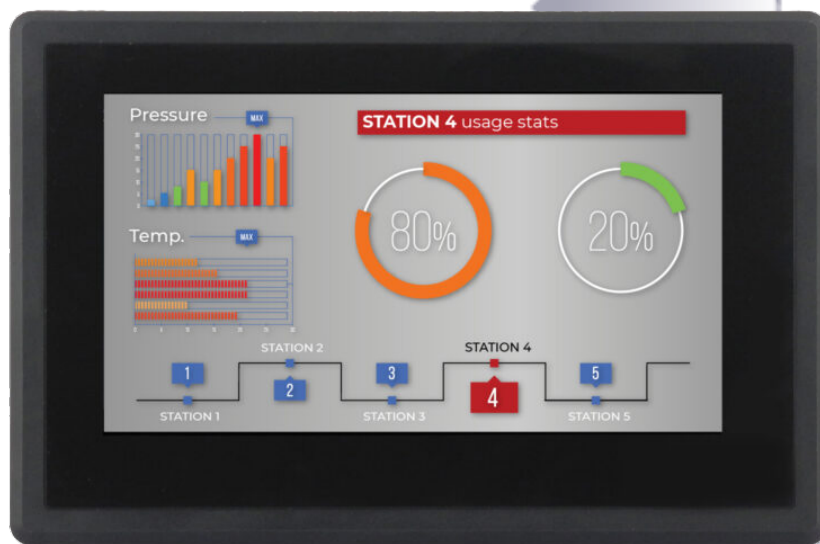 Pressure
MAX
STATION 4 usage stats
80%
20%
Temp.
MAX
STATION 2
STATION 4
1
3
5
2
4
STATION 1
STATION 3
STATION 5